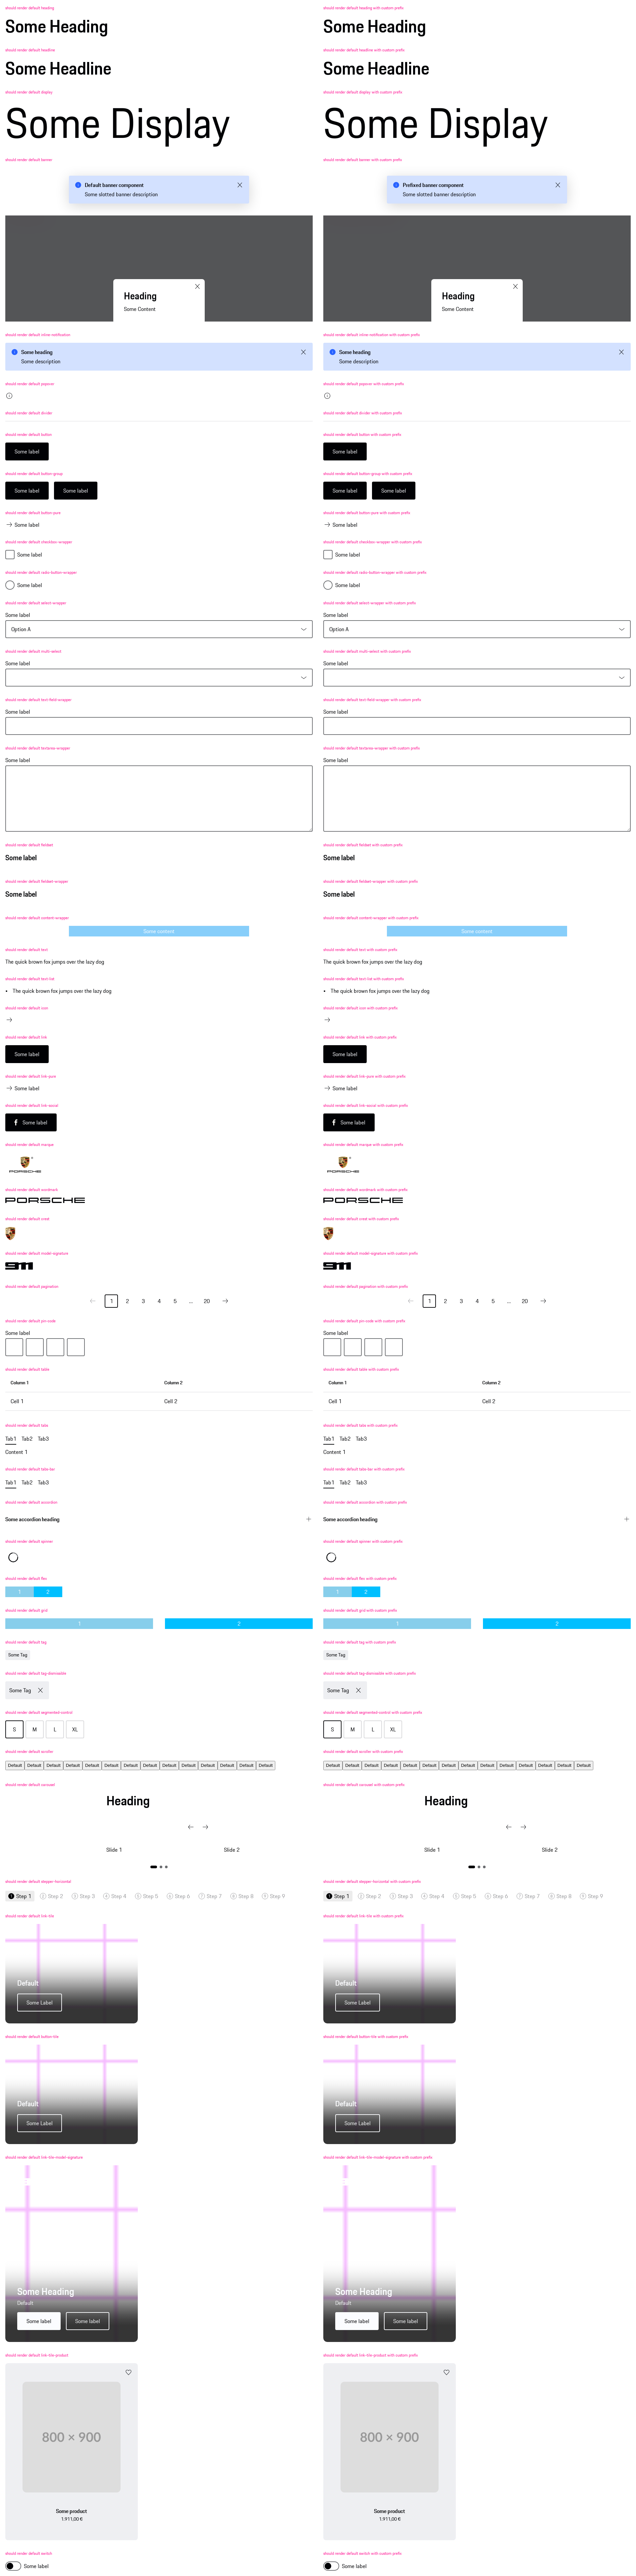 should render default heading
Some Heading
should render default headline
Some Headline
should render default display
Some Display
should render default banner
Default banner component
Some slotted banner description
Heading
Some Content
should render default inline-notification
Some heading
Some description
should render default popover
should render default divider
should render default button
Some label
should render default button-group
Some label Some label
should render default button-pure
Some label
should render default checkbox-wrapper
Some label
should render default radio-button-wrapper
Some label
should render default select-wrapper
Some label
Option A
should render default multi-select
Some label
should render default text-field-wrapper
Some label
should render default textarea-wrapper
Some label
should render default fieldset
Some label
should render default fieldset-wrapper
Some label
should render default content-wrapper
Some content
should render default text
The quick brown fox jumps over the lazy dog
should render default text-list
• The quick brown fox jumps over the lazy dog
should render default icon
should render default link
Some label
should render default link-pure
Some label
should render default link-social
Some label
should render default marque
PORSCHE
should render default wordmark
PORSCHE
should render default crest
should render default model-signature
911
should render default pagination
1 2 3 4 5 ... 20
should render default pin-code
Some label
should render default table
Column 1 Column 2
Cell 1 Cell 2
should render default tabs
Tab1 Tab2 Tab3
Content 1
should render default tabs-bar
Tab1 Tab2 Tab3
should render default accordion
Some accordion heading
should render default spinner
should render default flex
1 2
should render default grid
1 2
should render default tag
Some Tag
should render default tag-dismissible
Some Tag
should render default segmented-control
S M L XL
should render default scroller
Default Default Default Default Default Default Default Default Default Default Default Default Default Default
should render default carousel
Heading
Slide 1 Slide 2
should render default stepper-horizontal
1 Step 1 2 Step 2 3 Step 3 4 Step 4 5 Step 5 6 Step 6 7 Step 7 8 Step 8 9 Step 9
should render default link-tile
Default
Some Label
should render default button-tile
Default
Some Label
should render default link-tile-model-signature
Some Heading
Default
Some label Some label
should render default link-tile-product
800 × 900
Some product
1.911,00 €
should render default switch
Some label
should render default heading with custom prefix
Some Heading
should render default headline with custom prefix
Some Headline
should render default display with custom prefix
Some Display
should render default banner with custom prefix
Prefixed banner component
Some slotted banner description
Heading
Some Content
should render default inline-notification with custom prefix
Some heading
Some description
should render default popover with custom prefix
should render default divider with custom prefix
should render default button with custom prefix
Some label
should render default button-group with custom prefix
Some label Some label
should render default button-pure with custom prefix
Some label
should render default checkbox-wrapper with custom prefix
Some label
should render default radio-button-wrapper with custom prefix
Some label
should render default select-wrapper with custom prefix
Some label
Option A
should render default multi-select with custom prefix
Some label
should render default text-field-wrapper with custom prefix
Some label
should render default textarea-wrapper with custom prefix
Some label
should render default fieldset with custom prefix
Some label
should render default fieldset-wrapper with custom prefix
Some label
should render default content-wrapper with custom prefix
Some content
should render default text with custom prefix
The quick brown fox jumps over the lazy dog
should render default text-list with custom prefix
• The quick brown fox jumps over the lazy dog
should render default icon with custom prefix
should render default link with custom prefix
Some label
should render default link-pure with custom prefix
Some label
should render default link-social with custom prefix
Some label
should render default marque with custom prefix
PORSCHE
should render default wordmark with custom prefix
PORSCHE
should render default crest with custom prefix
should render default model-signature with custom prefix
911
should render default pagination with custom prefix
1 2 3 4 5 ... 20
should render default pin-code with custom prefix
Some label
should render default table with custom prefix
Column 1 Column 2
Cell 1 Cell 2
should render default tabs with custom prefix
Tab1 Tab2 Tab3
Content 1
should render default tabs-bar with custom prefix
Tab1 Tab2 Tab3
should render default accordion with custom prefix
Some accordion heading
should render default spinner with custom prefix
should render default flex with custom prefix
1 2
should render default grid with custom prefix
1 2
should render default tag with custom prefix
Some Tag
should render default tag-dismissible with custom prefix
Some Tag
should render default segmented-control with custom prefix
S M L XL
should render default scroller with custom prefix
Default Default Default Default Default Default Default Default Default Default Default Default Default Default
should render default carousel with custom prefix
Heading
Slide 1 Slide 2
should render default stepper-horizontal with custom prefix
1 Step 1 2 Step 2 3 Step 3 4 Step 4 5 Step 5 6 Step 6 7 Step 7 8 Step 8 9 Step 9
should render default link-tile with custom prefix
Default
Some Label
should render default button-tile with custom prefix
Default
Some Label
should render default link-tile-model-signature with custom prefix
Some Heading
Default
Some label Some label
should render default link-tile-product with custom prefix
800 × 900
Some product
1.911,00 €
should render default switch with custom prefix
Some label